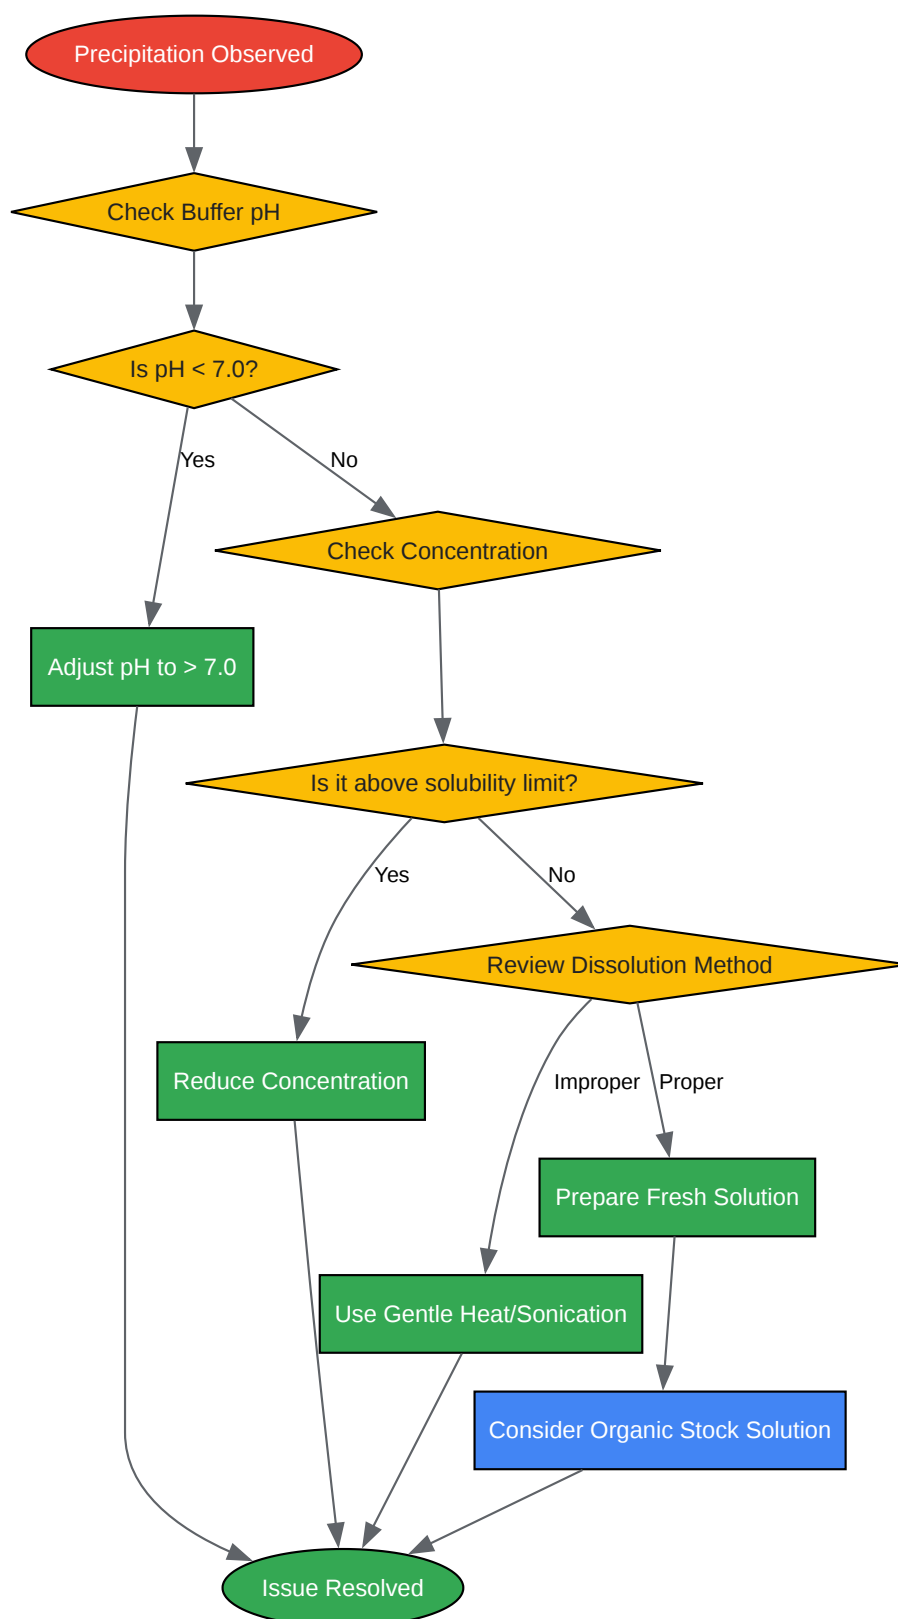 Precipitation Observed
Check Buffer pH
Is pH < 7.0?
Yes
No
Check Concentration
Adjust pH to > 7.0
Is it above solubility limit?
Yes
No
Review Dissolution Method
Reduce Concentration
Improper
Proper
Prepare Fresh Solution
Use Gentle Heat/Sonication
Consider Organic Stock Solution
Issue Resolved